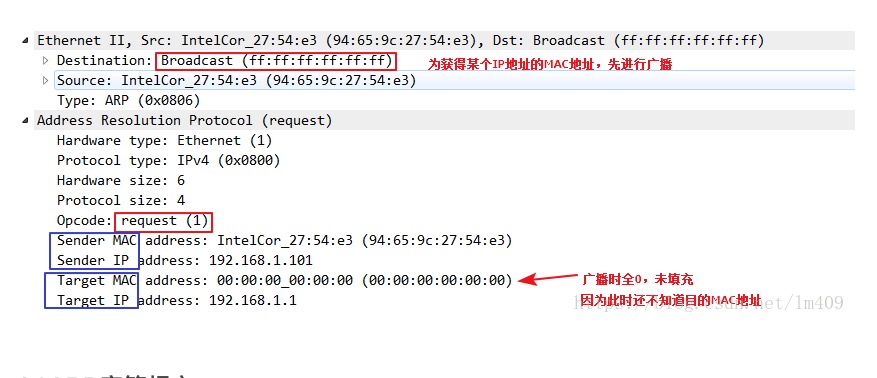 Ethernet II, Src: IntelCor_27:54:e3 (94:65:9c:27:54:e3), Dst: Broadcast (ff:ff:ff:ff:ff:ff)
Destination: Broadcast (ff:ff:ff:ff:ff:ff) 为获得某个IP地址的MAC地址，先进行广播
Source: IntelCor_27:54:e3 (94:65:9c:27:54:e3)
Type: ARP (0x0806)
Address Resolution Protocol (request)
Hardware type: Ethernet (1)
Protocol type: IPv4 (0x0800)
Hardware size: 6
Protocol size: 4
Opcode: request (1)
Sender MAC address: IntelCor_27:54:e3 (94:65:9c:27:54:e3)
Sender IP address: 192.168.1.101
Target MAC address: 00:00:00_00:00:00 (00:00:00:00:00:00) 广播时全0，未填充
Target IP address: 192.168.1.1 因为此时还不知道目的MAC地址